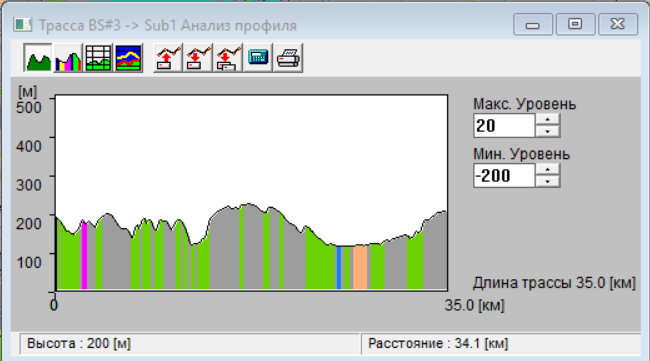 Трасса BS#3 -> Sub1 Анализ профиля
[м]
500
400
300
200
100
0
35.0 [км]
Макс. Уровень
20
Мин. Уровень
-200
Длина трассы 35.0 [км]
Высота : 200 [м]
Расстояние : 34.1 [км]